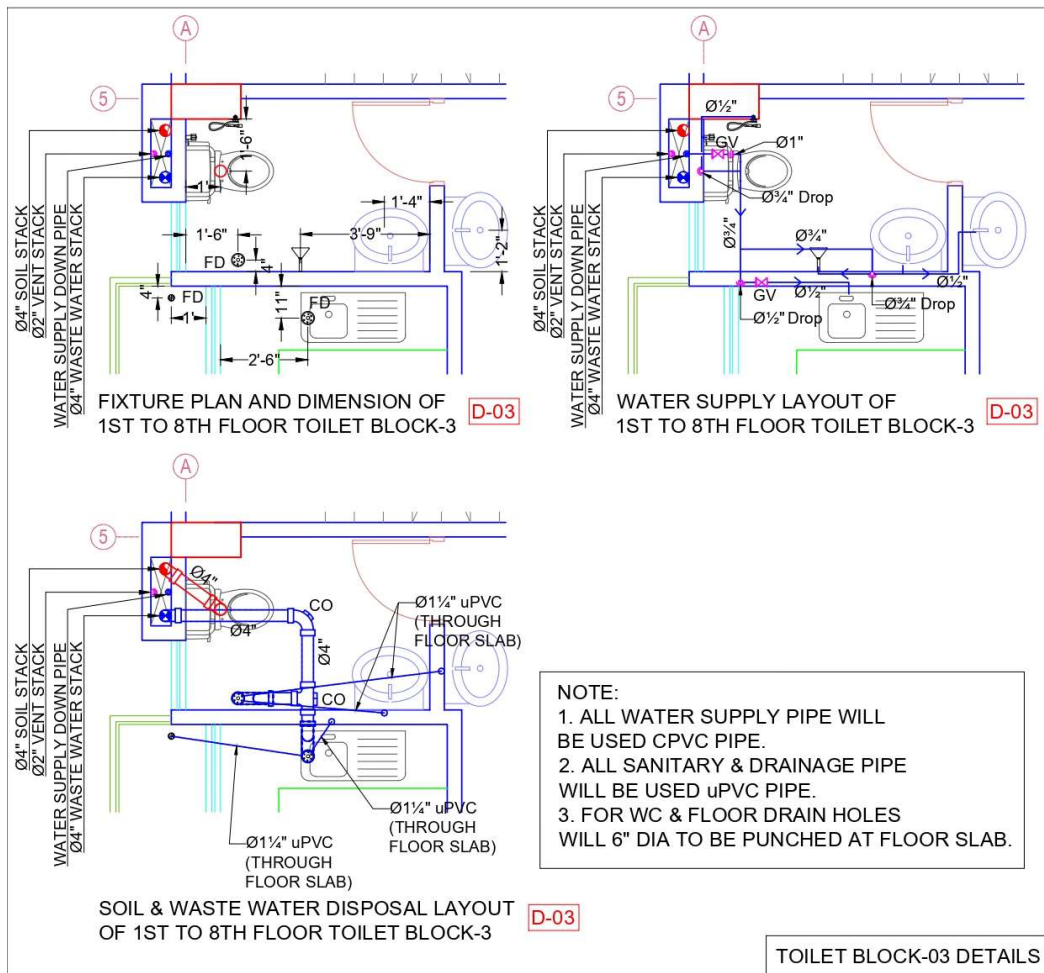 A
5
1'-6"
1'
1'-4"
3'-9"
1'-2"
1'-6"
FD
4"
4"
FD
1'
11"
FD
2'-6"
Ø4" SOIL STACK
Ø2" VENT STACK
WATER SUPPLY DOWN PIPE
Ø4" WASTE WATER STACK
FIXTURE PLAN AND DIMENSION OF
1ST TO 8TH FLOOR TOILET BLOCK-3
D-03
A
5
Ø½"
GV
Ø1"
Ø¾" Drop
Ø¾"
Ø¾"
GV
Ø½"
Ø½"
Ø¾" Drop
Ø½" Drop
Ø4" SOIL STACK
Ø2" VENT STACK
WATER SUPPLY DOWN PIPE
Ø4" WASTE WATER STACK
WATER SUPPLY LAYOUT OF
1ST TO 8TH FLOOR TOILET BLOCK-3
D-03
A
5
Ø4"
CO
Ø4"
Ø4"
CO
Ø1¼" uPVC
(THROUGH
FLOOR SLAB)
Ø1¼" uPVC
(THROUGH
FLOOR SLAB)
Ø1¼" uPVC
(THROUGH
FLOOR SLAB)
Ø4" SOIL STACK
Ø2" VENT STACK
WATER SUPPLY DOWN PIPE
Ø4" WASTE WATER STACK
SOIL & WASTE WATER DISPOSAL LAYOUT
OF 1ST TO 8TH FLOOR TOILET BLOCK-3
D-03
NOTE:
1. ALL WATER SUPPLY PIPE WILL
BE USED CPVC PIPE.
2. ALL SANITARY & DRAINAGE PIPE
WILL BE USED uPVC PIPE.
3. FOR WC & FLOOR DRAIN HOLES
WILL 6" DIA TO BE PUNCHED AT FLOOR SLAB.
TOILET BLOCK-03 DETAILS